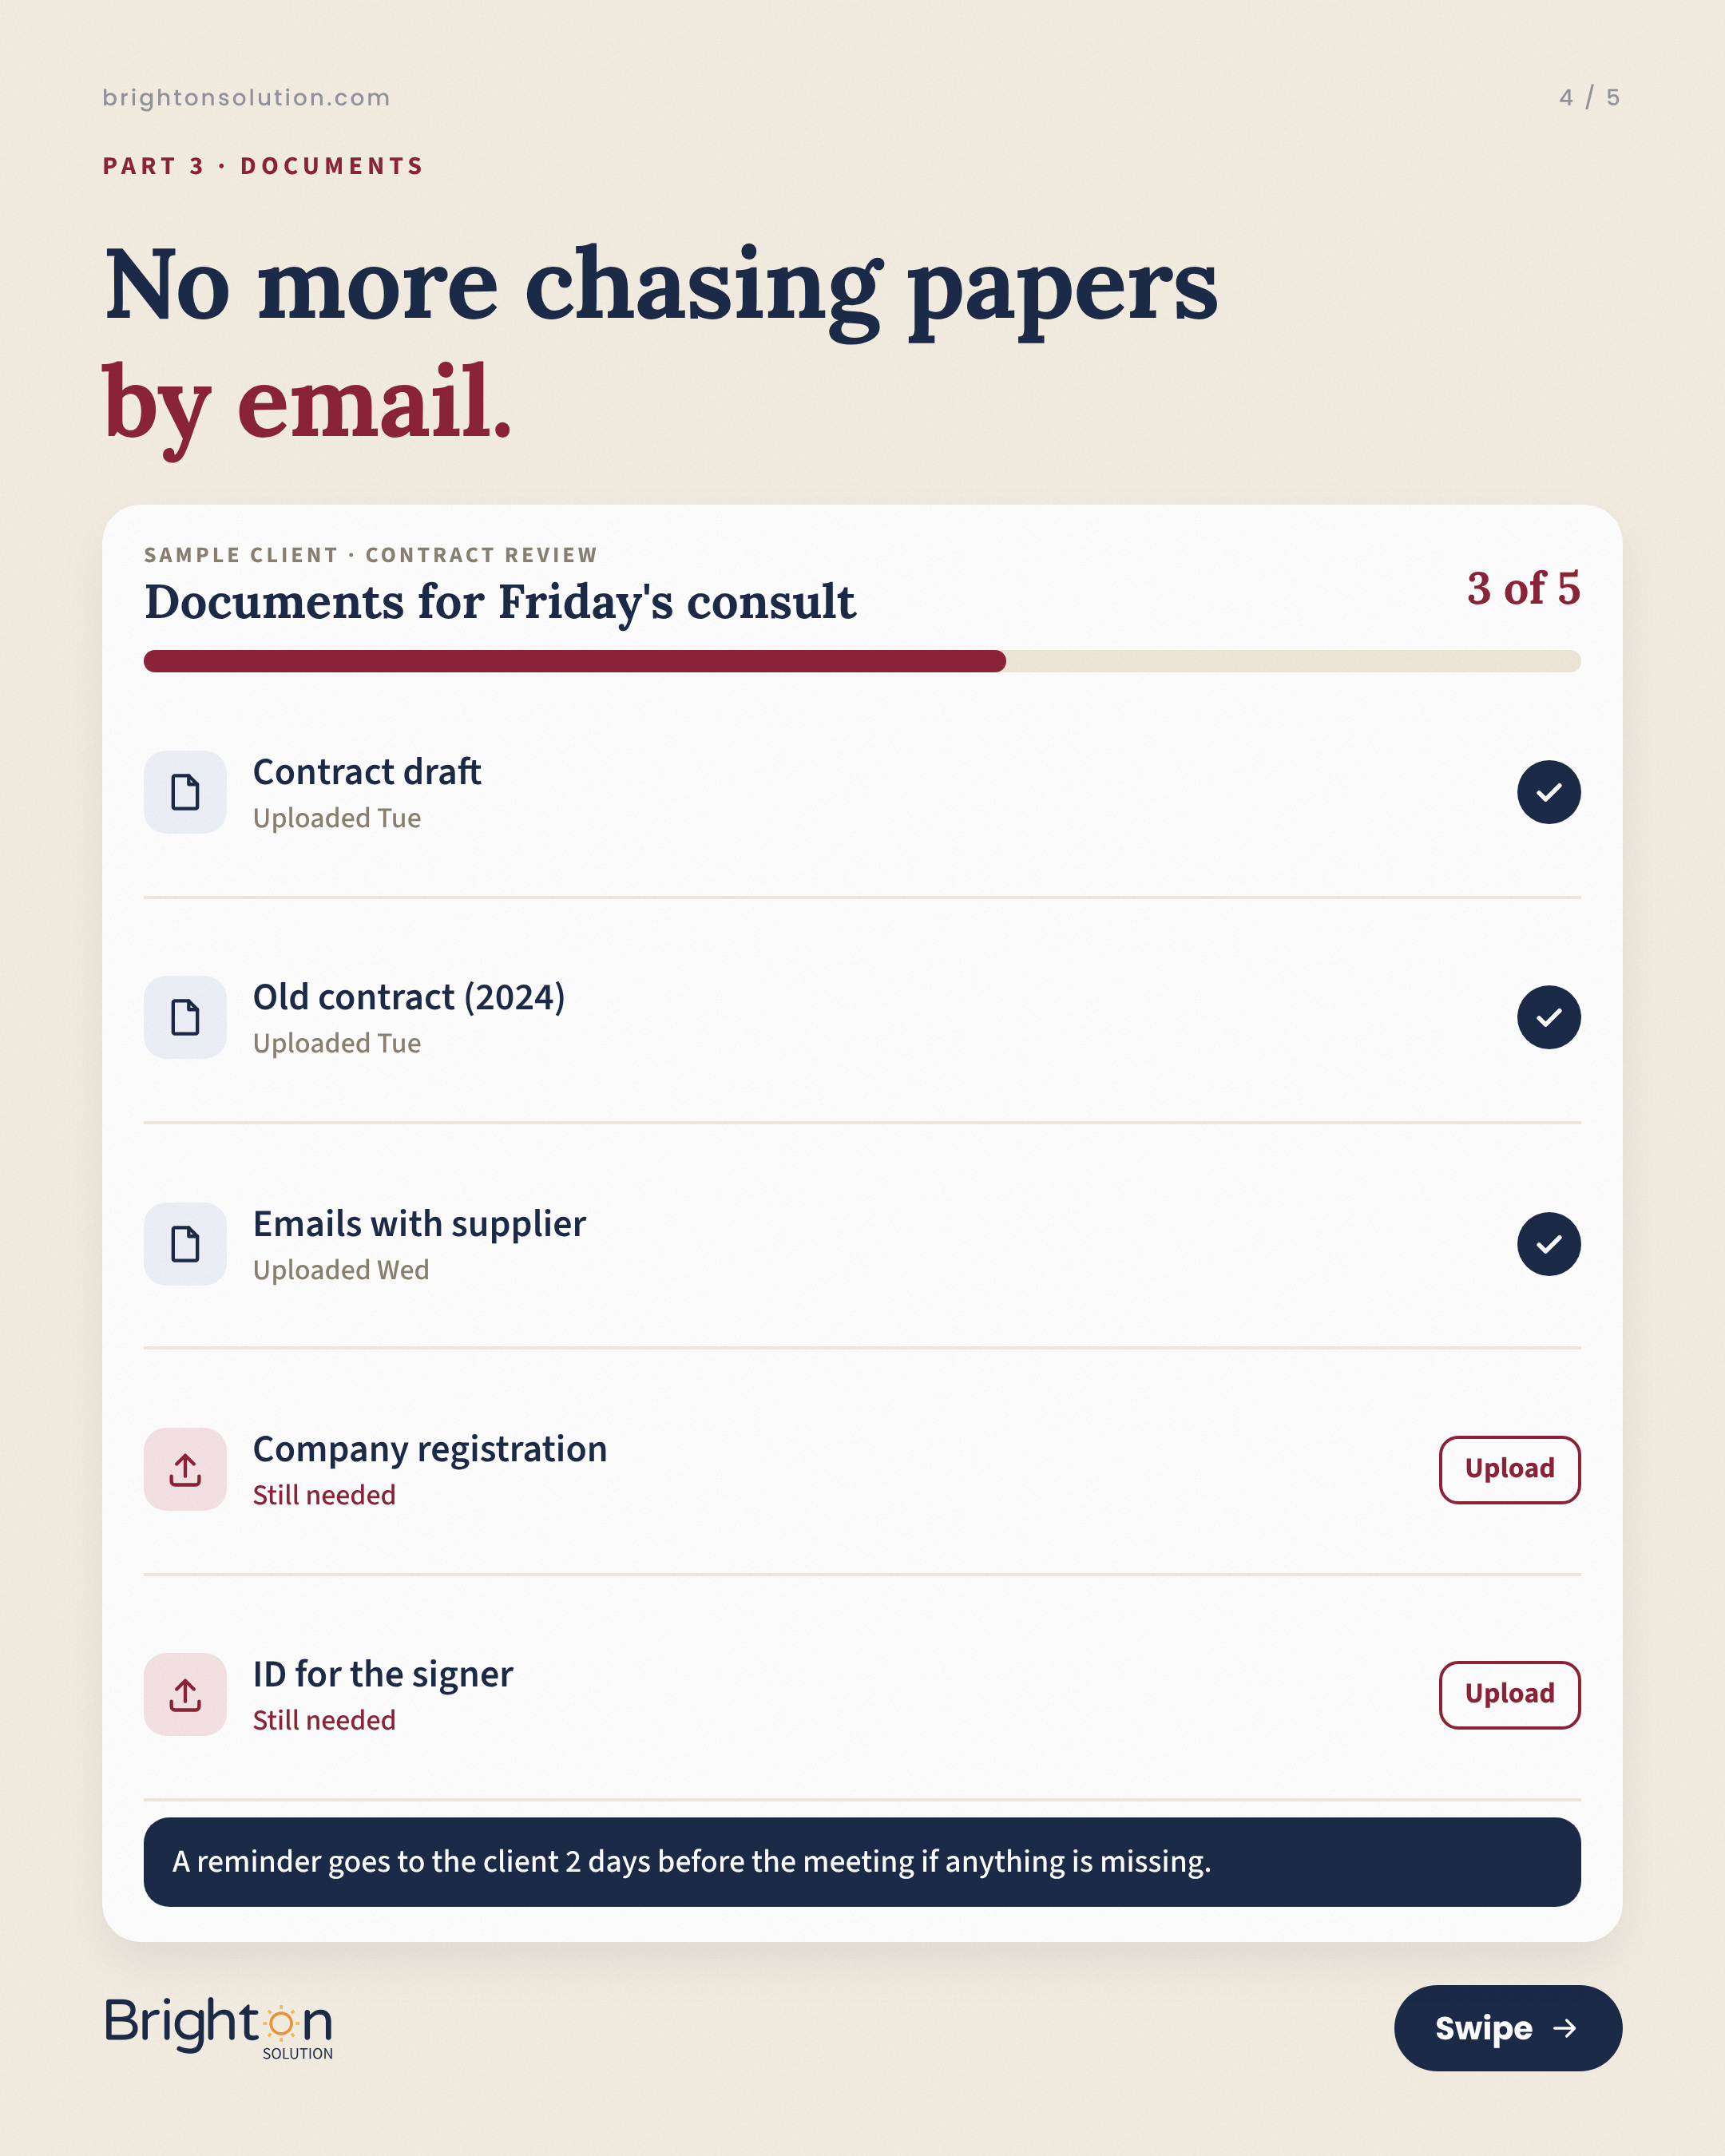 brightonsolution.com
4 / 5
PART 3 · DOCUMENTS
No more chasing papers
by email.
SAMPLE CLIENT · CONTRACT REVIEW
Documents for Friday's consult
3 of 5
Contract draft
Uploaded Tue
Old contract (2024)
Uploaded Tue
Emails with supplier
Uploaded Wed
Company registration
Still needed
Upload
ID for the signer
Still needed
Upload
A reminder goes to the client 2 days before the meeting if anything is missing.
Brighton
SOLUTION
Swipe →